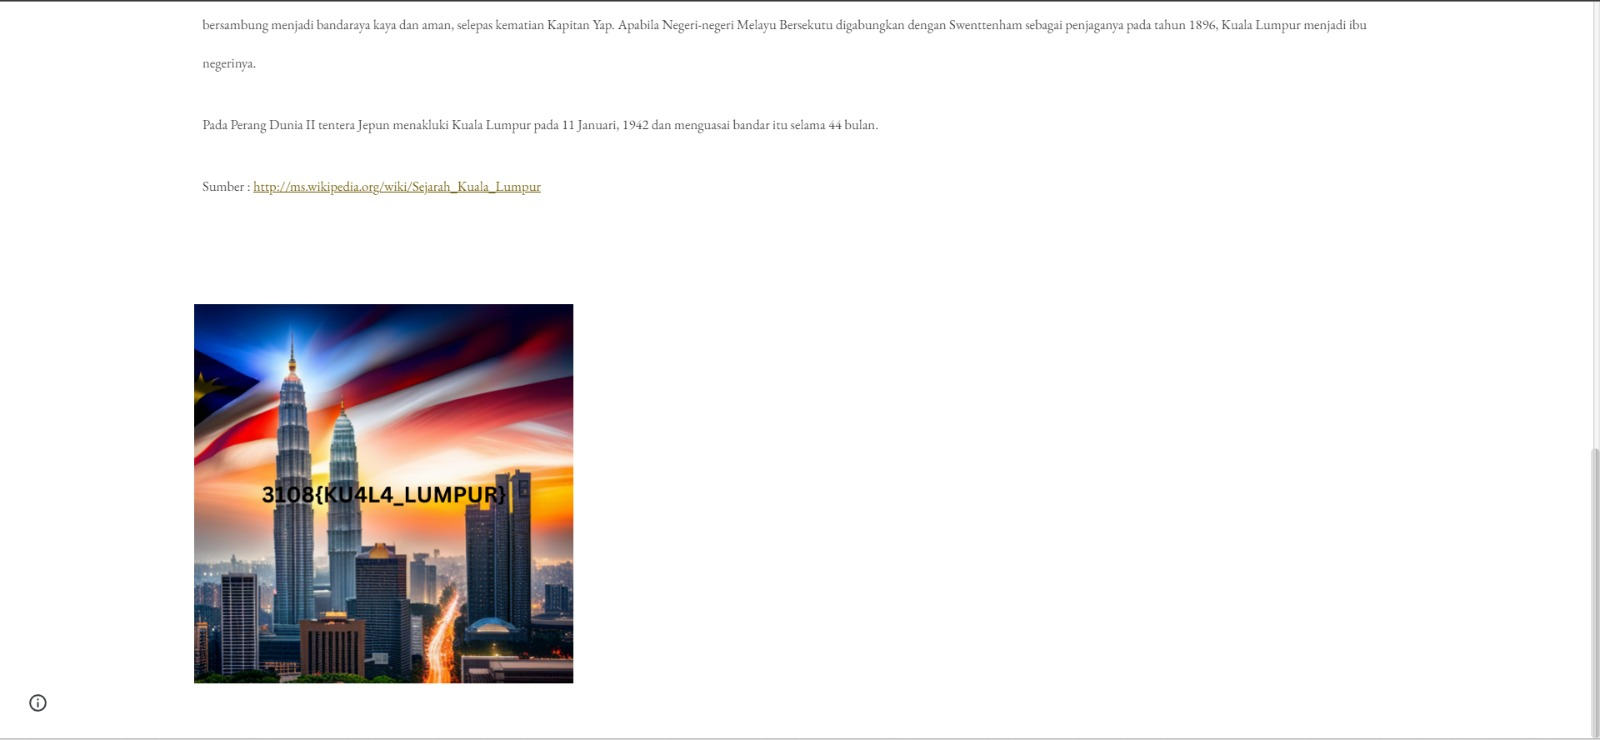 bersambung menjadi bandaraya kaya dan aman, selepas kematian Kapitan Yap. Apabila Negeri-negeri Melayu Bersekutu digabungkan dengan Swenttenham sebagai penjaganya pada tahun 1896, Kuala Lumpur menjadi ibu
negerinya.
Pada Perang Dunia II tentera Jepun menakluki Kuala Lumpur pada 11 Januari, 1942 dan menguasai bandar itu selama 44 bulan.
Sumber : http://ms.wikipedia.org/wiki/Sejarah_Kuala_Lumpur
3108{KU4L4_LUMPUR}